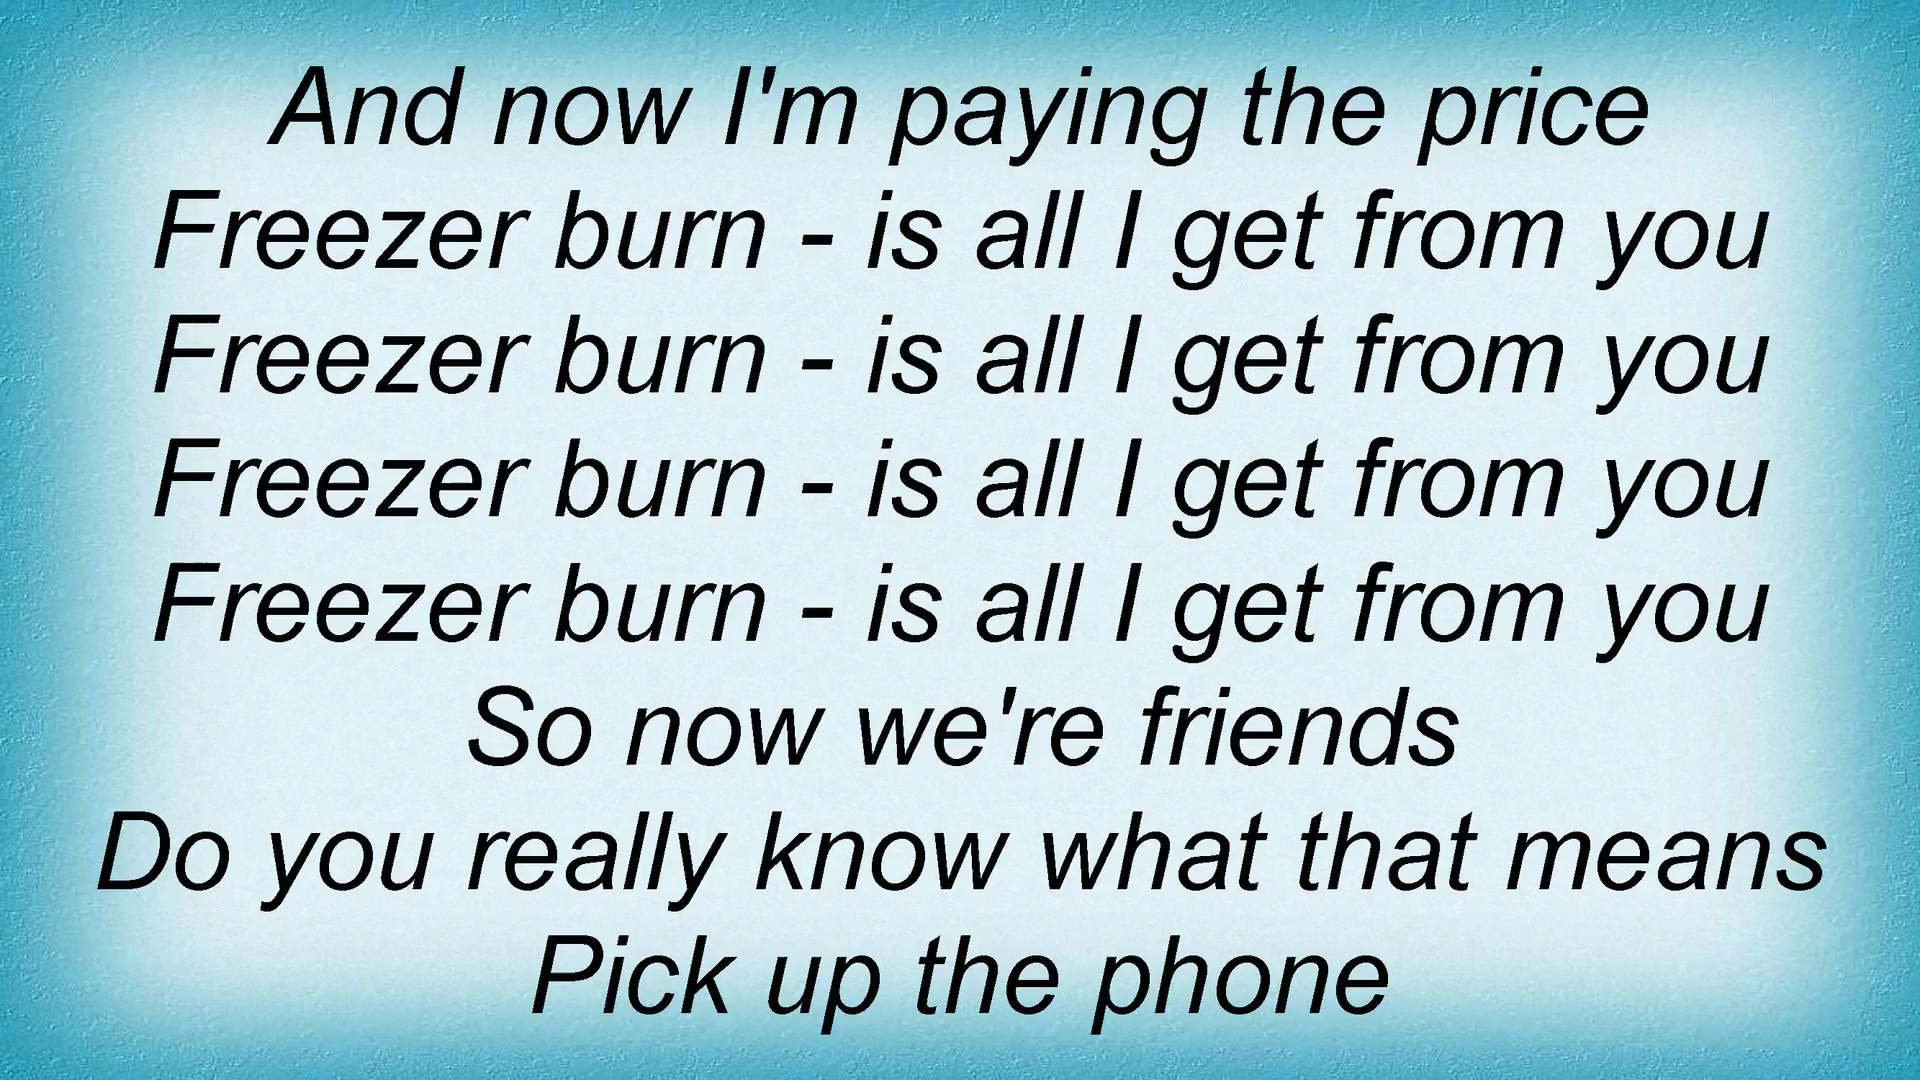 And now I'm paying the price
Freezer burn - is all I get from you
Freezer burn - is all I get from you
Freezer burn - is all I get from you
Freezer burn - is all I get from you
So now we're friends
Do you really know what that means
Pick up the phone